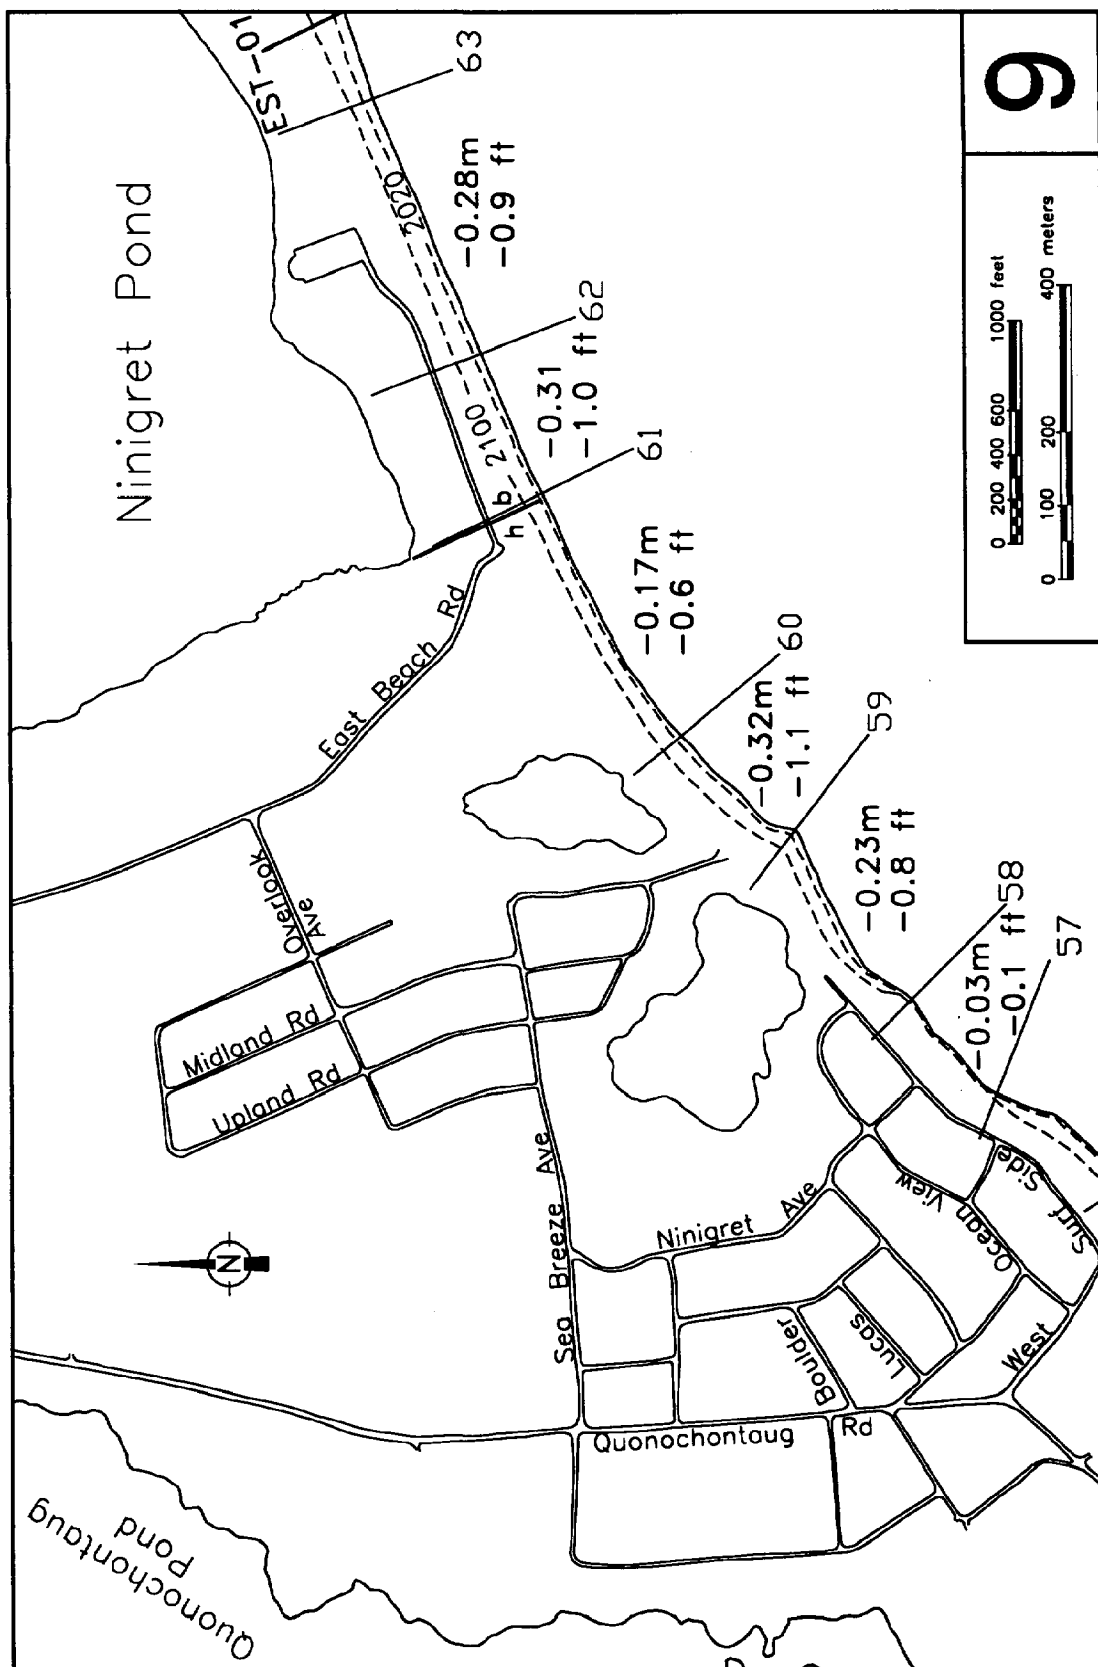 Ninigret Pond
EST-01
63
2020
-0.28m
-0.9 ft
62
2100
-0.31
-1.0 ft
61
h b
East Beach Rd
-0.17m
-0.6 ft
60
-0.32m
-1.1 ft
59
-0.23m
-0.8 ft
58
-0.03m
-0.1 ft
57
Overlook
Ave
Midland Rd
Upland Rd
Sea Breeze Ave
Ninigret Ave
Ocean View
Surf Side
Boulder
Lucas
West
Quonochontaug Rd
Quonochontaug
Pond
N
0 200 400 600 1000 feet
0 100 200 400 meters
9